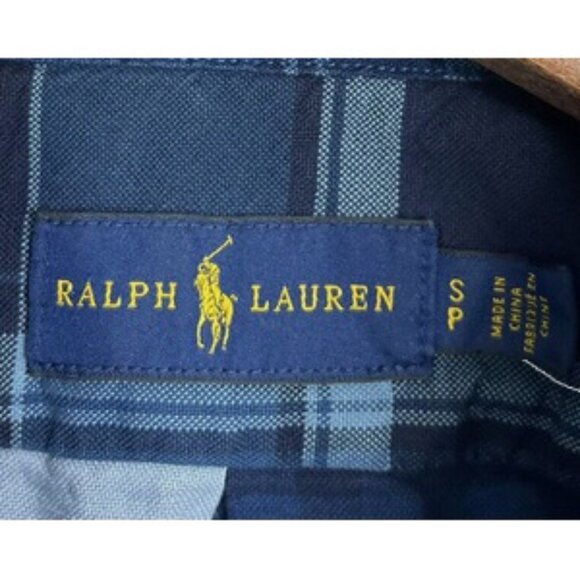 RALPH LAUREN
S
P
MADE IN
CHINA
FABRIQUÉ EN
CHINE